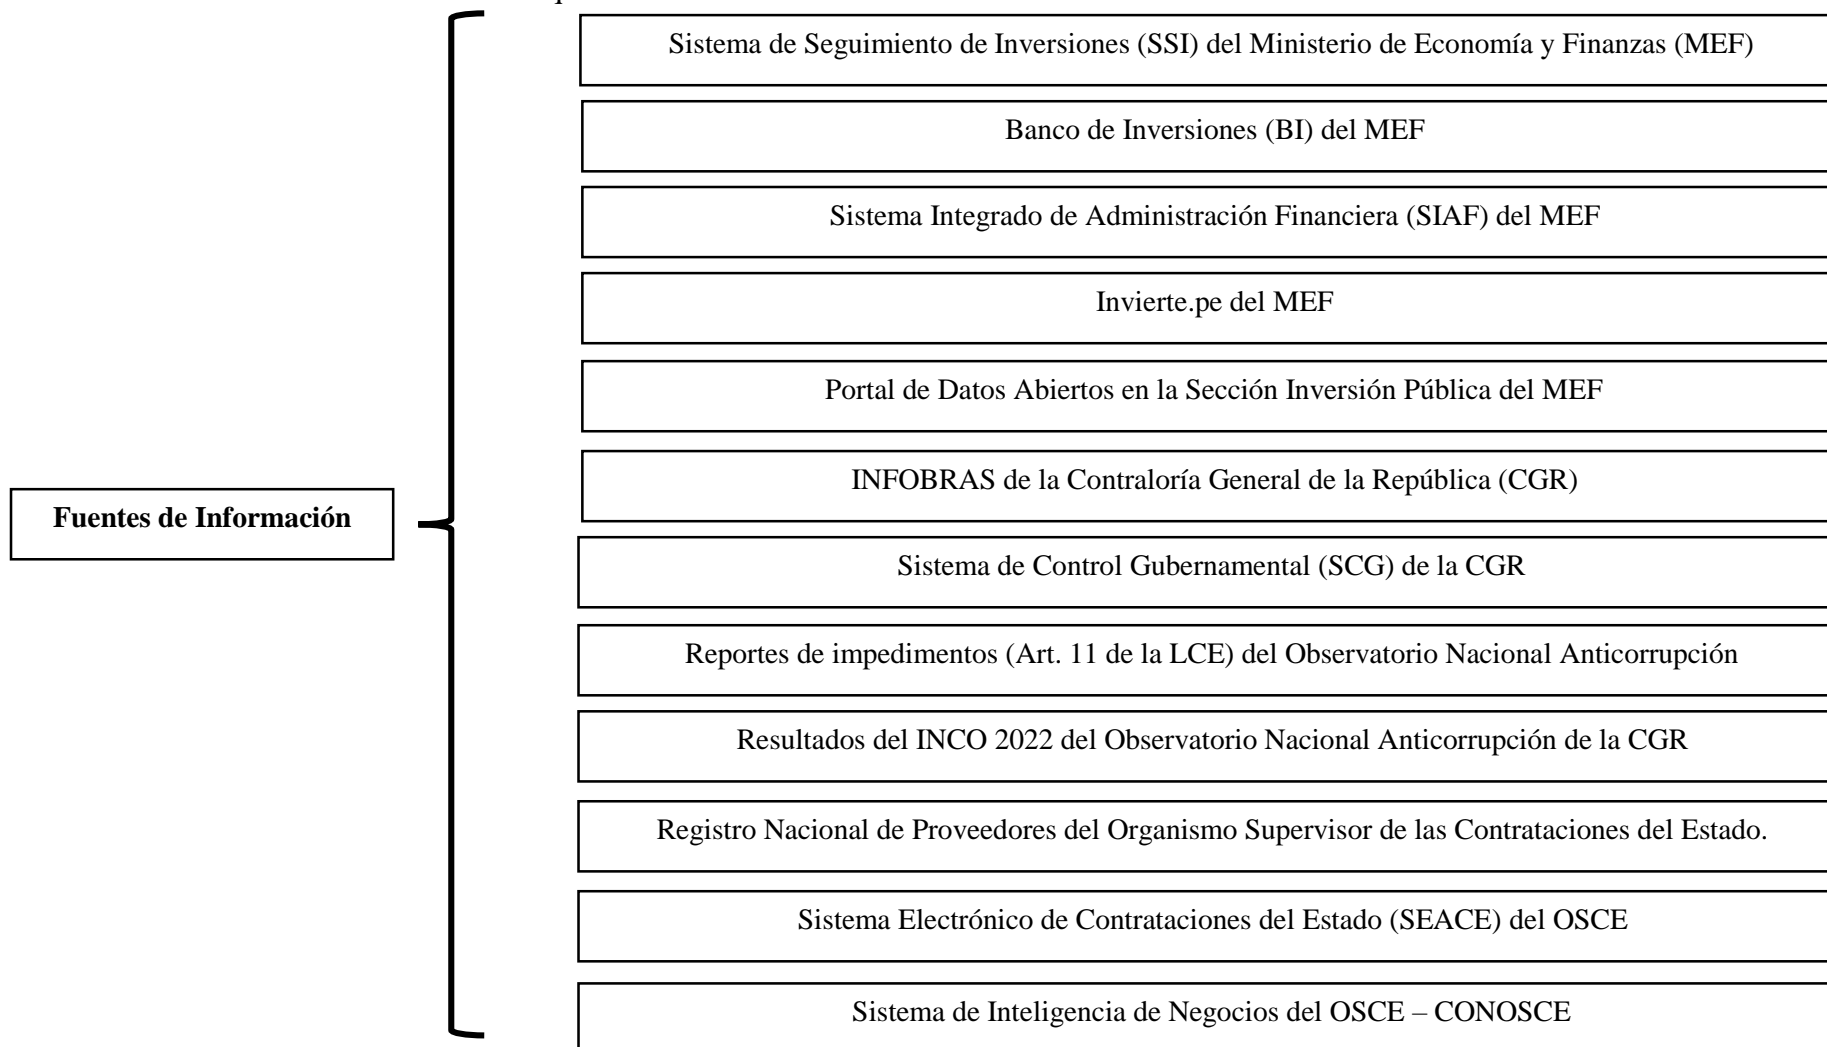 Sistema de Seguimiento de Inversiones (SSI) del Ministerio de Economía y Finanzas (MEF)
Banco de Inversiones (BI) del MEF
Sistema Integrado de Administración Financiera (SIAF) del MEF
Invierte.pe del MEF
Portal de Datos Abiertos en la Sección Inversión Pública del MEF
INFOBRAS de la Contraloría General de la República (CGR)
Fuentes de Información
Sistema de Control Gubernamental (SCG) de la CGR
Reportes de impedimentos (Art. 11 de la LCE) del Observatorio Nacional Anticorrupción
Resultados del INCO 2022 del Observatorio Nacional Anticorrupción de la CGR
Registro Nacional de Proveedores del Organismo Supervisor de las Contrataciones del Estado.
Sistema Electrónico de Contrataciones del Estado (SEACE) del OSCE
Sistema de Inteligencia de Negocios del OSCE – CONOSCE